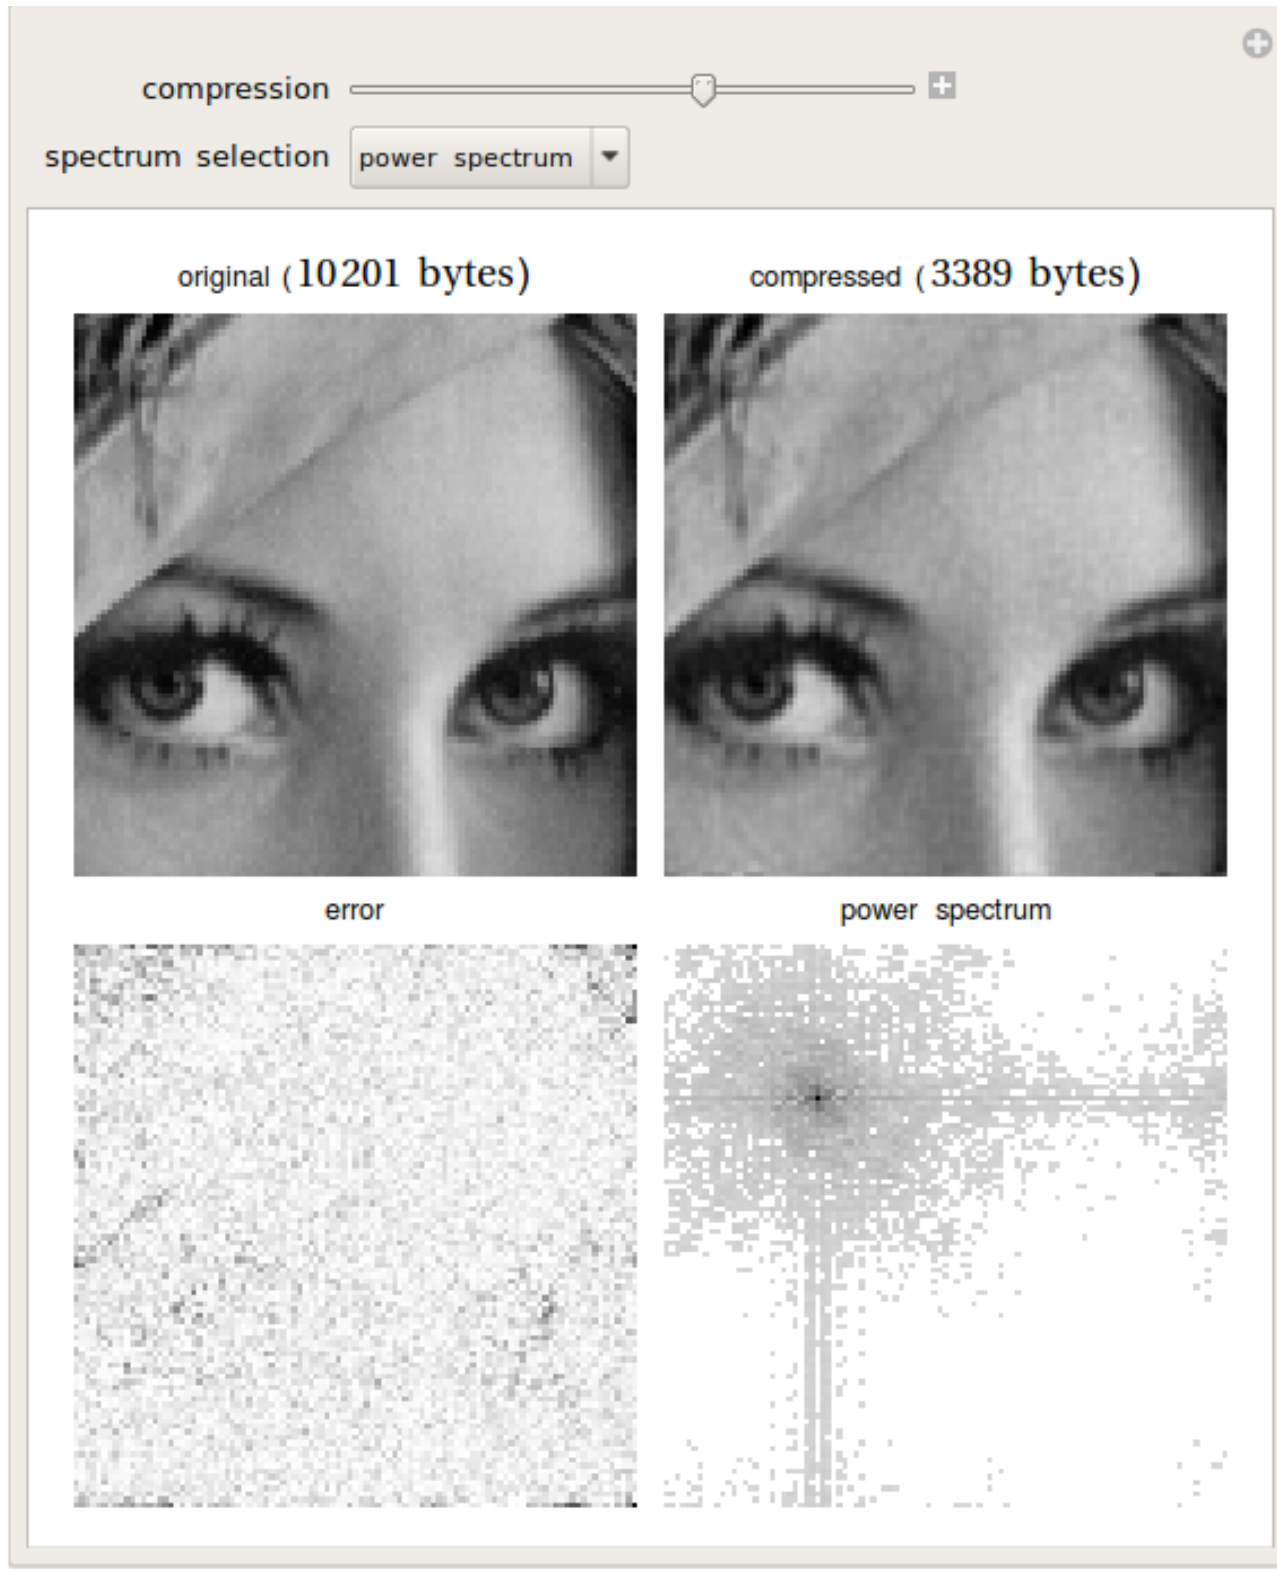 compression
spectrum selection power spectrum
original (10201 bytes) compressed (3389 bytes)
error power spectrum